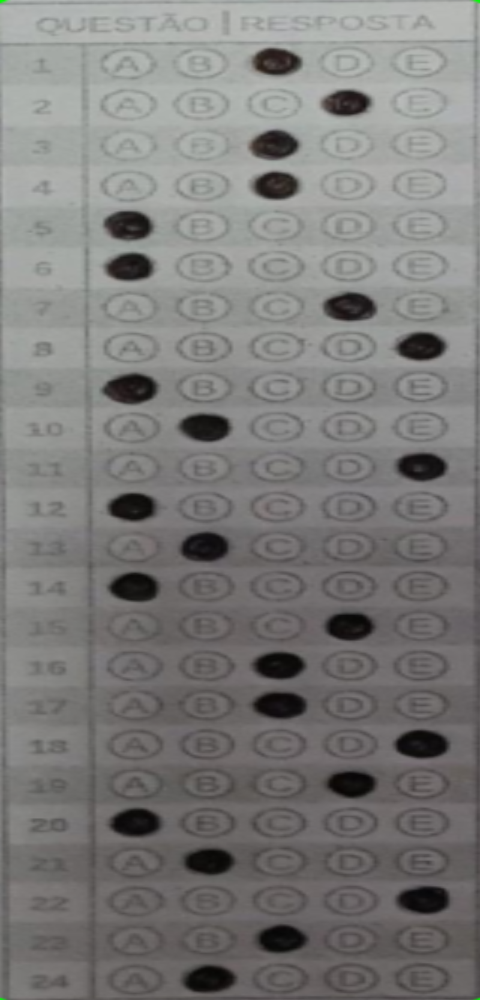 QUESTÃO | RESPOSTA
1 A B D E
2 A B C E
3 A B D E
4 A B D E
5 B C D E
6 B C D E
7 A B C E
8 A B C D
9 B C D E
10 A C D E
11 A B C D
12 B C D E
13 A C D E
14 B C D E
15 A B C E
16 A B D E
17 A B D E
18 A B C D
19 A B C E
20 B C D E
21 A C D E
22 A B C D
23 A B D E
24 A C D E